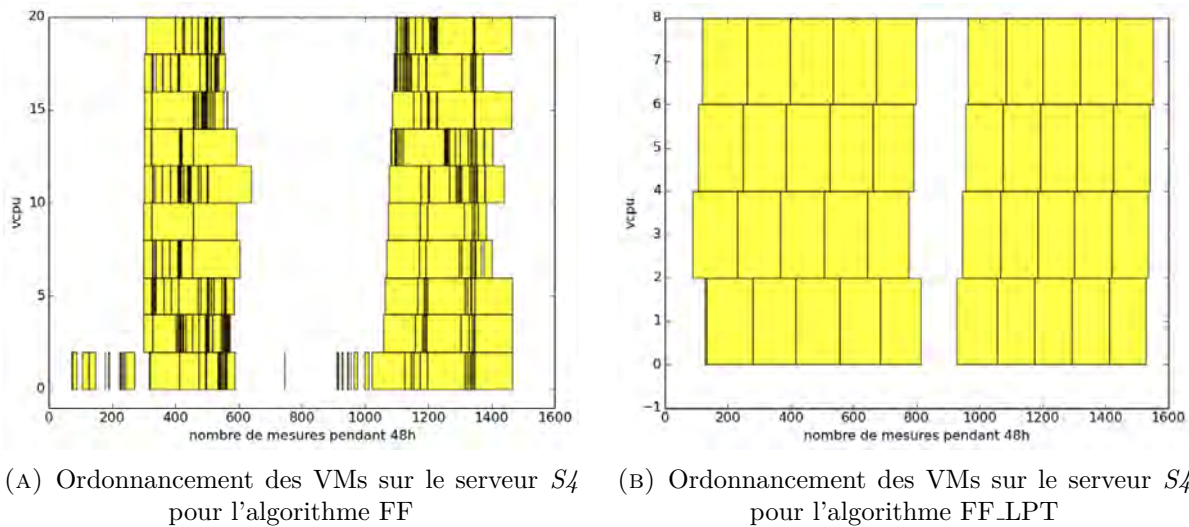 20
15
10
5
0
vcpu
0 200 400 600 800 1000 1200 1400 1600
nombre de mesures pendant 48h
(A) Ordonnancement des VMs sur le serveur S4
pour l'algorithme FF
8
7
6
5
4
3
2
1
0
−1
vcpu
0 200 400 600 800 1000 1200 1400 1600
nombre de mesures pendant 48h
(B) Ordonnancement des VMs sur le serveur S4
pour l'algorithme FF_LPT